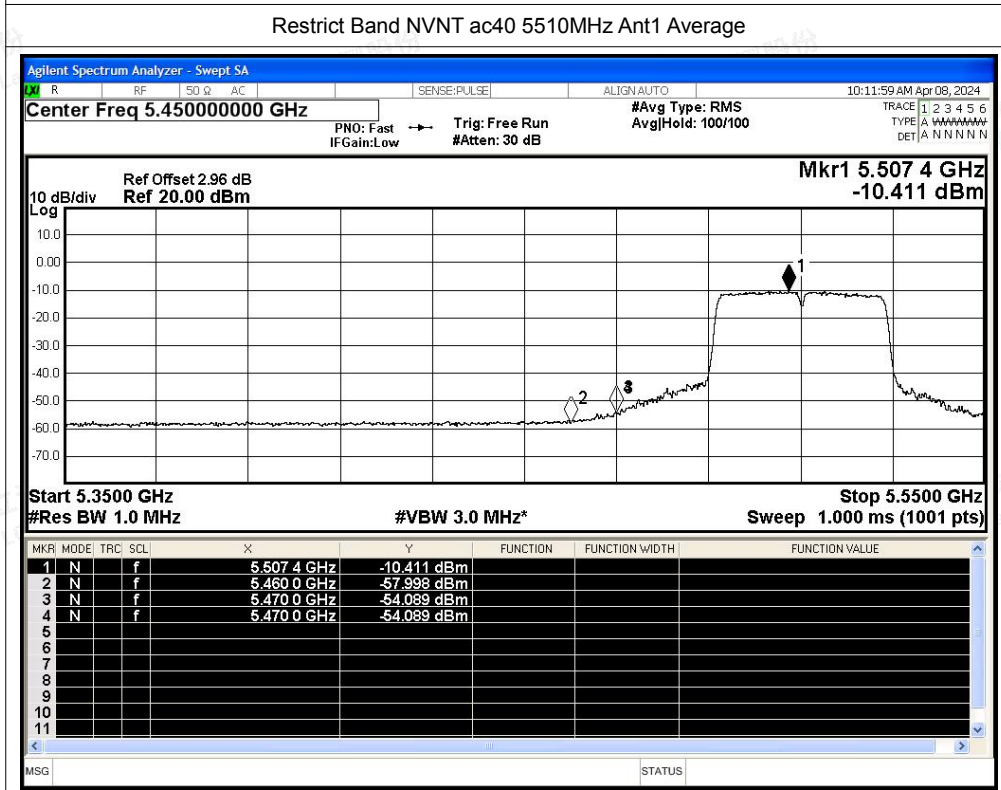 Restrict Band NVNT ac40 5510MHz Ant1 Average
Agilent Spectrum Analyzer - Swept SA
LXI R RF 50 Ω AC SENSE:PULSE ALIGN AUTO 10:11:59 AM Apr 08, 2024
Center Freq 5.450000000 GHz
PNO: Fast
IFGain:Low
Trig: Free Run
#Atten: 30 dB
#Avg Type: RMS
Avg|Hold: 100/100
TRACE 1 2 3 4 5 6
TYPE A WWWWW
DET A N N N N N
Mkr1 5.507 4 GHz
-10.411 dBm
Ref Offset 2.96 dB
10 dB/div Ref 20.00 dBm
Log
10.0
0.00
-10.0
-20.0
-30.0
-40.0
-50.0
-60.0
-70.0
1
2
Start 5.3500 GHz Stop 5.5500 GHz
#Res BW 1.0 MHz #VBW 3.0 MHz* Sweep 1.000 ms (1001 pts)
MKR MODE TRC SCL X Y FUNCTION FUNCTION WIDTH FUNCTION VALUE
1 N f 5.507 4 GHz -10.411 dBm
2 N f 5.460 0 GHz -57.998 dBm
3 N f 5.470 0 GHz -54.089 dBm
4 N f 5.470 0 GHz -54.089 dBm
5
6
7
8
9
10
11
MSG STATUS